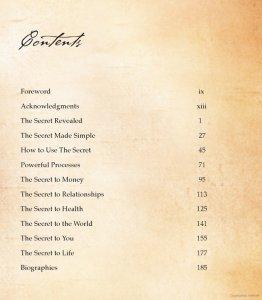 Contents
Foreword ix
Acknowledgments xiii
The Secret Revealed 1
The Secret Made Simple 27
How to Use The Secret 45
Powerful Processes 71
The Secret to Money 95
The Secret to Relationships 113
The Secret to Health 125
The Secret to the World 141
The Secret to You 155
The Secret to Life 177
Biographies 185